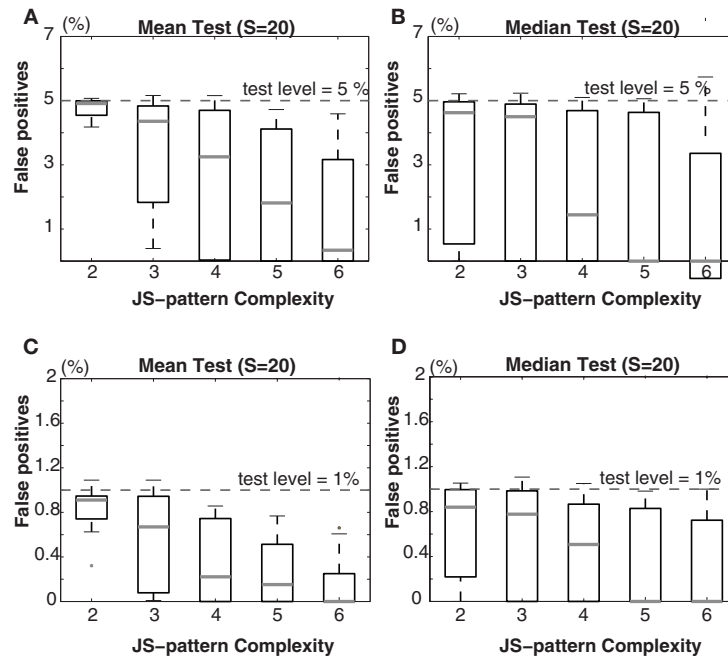 A
(%)
Mean Test (S=20)
7
5
3
1
False positives
test level = 5 %
2 3 4 5 6
JS−pattern Complexity
B
(%)
Median Test (S=20)
7
5
3
1
False positives
test level = 5 %
2 3 4 5 6
JS−pattern Complexity
C
(%)
Mean Test (S=20)
2
1.6
1.2
0.8
0.4
0
False positives
test level = 1%
2 3 4 5 6
JS−pattern Complexity
D
(%)
Median Test (S=20)
2
1.6
1.2
0.8
0.4
0
False positives
test level = 1%
2 3 4 5 6
JS−pattern Complexity